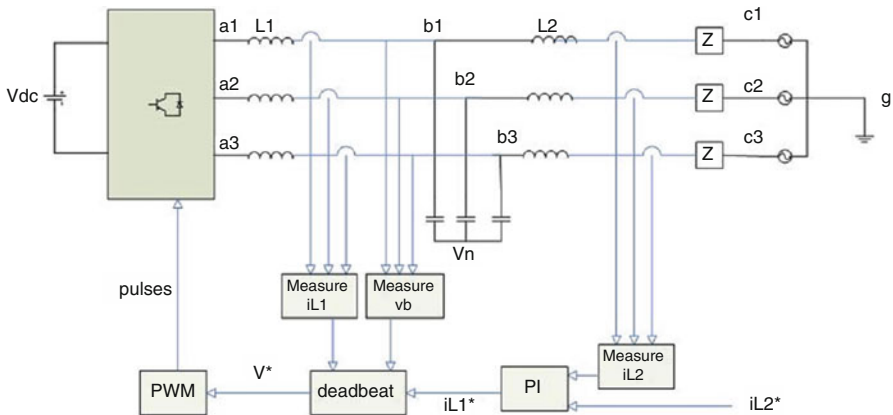 a1
L1
b1
L2
c1
Z
Vdc
a2
b2
c2
g
a3
b3
c3
Z
Vn
pulses
Measure
iL1
Measure
vb
Measure
iL2
V*
PWM
deadbeat
iL1*
PI
iL2*